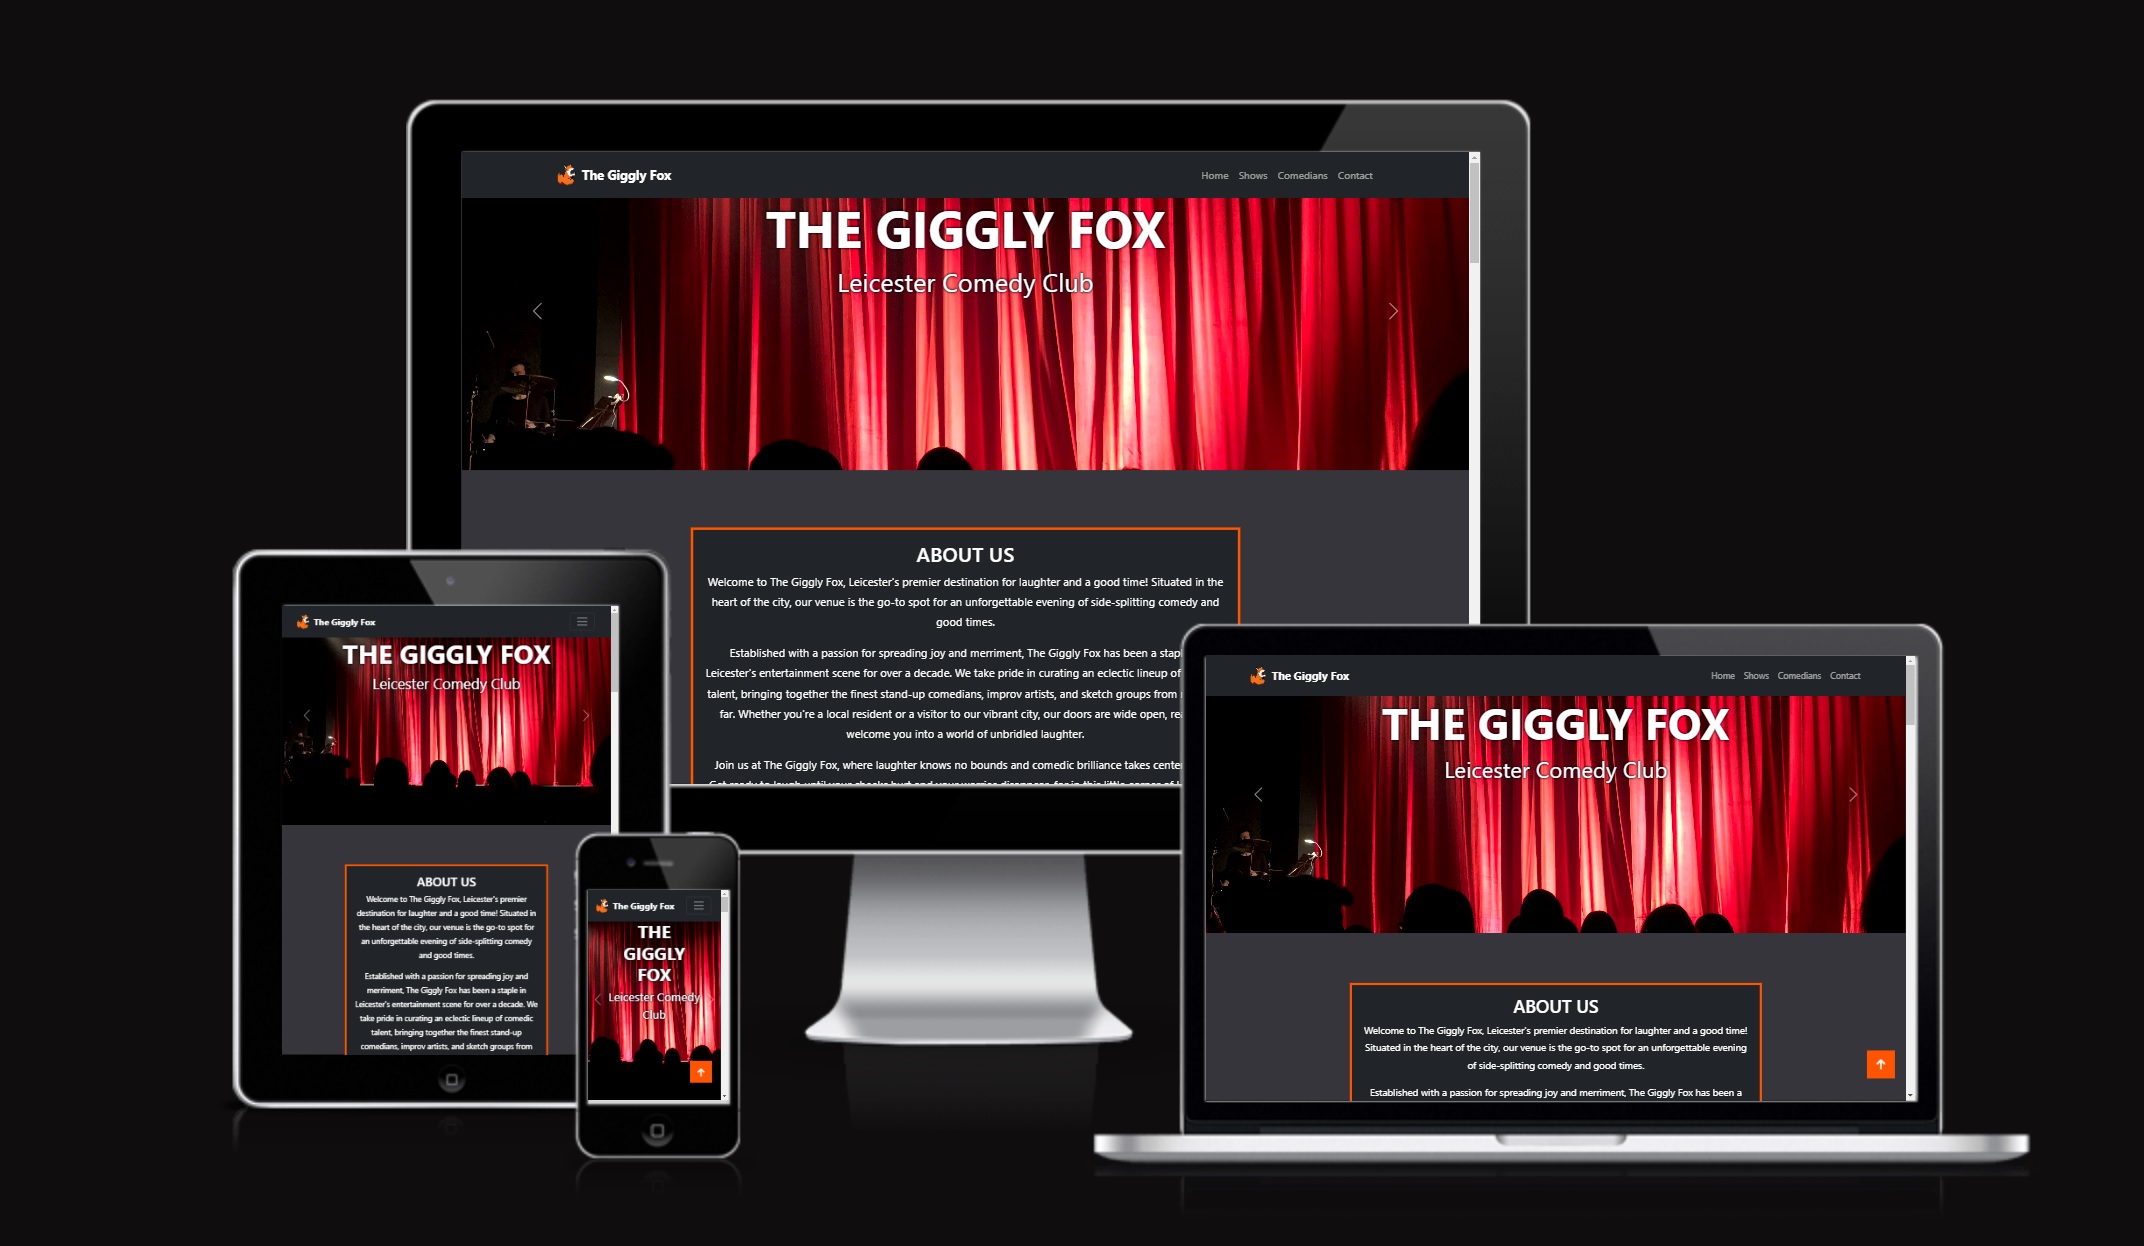 The Giggly Fox
Home Shows Comedians Contact
THE GIGGLY FOX
Leicester Comedy Club
ABOUT US
Welcome to The Giggly Fox, Leicester's premier destination for laughter and a good time! Situated in the
heart of the city, our venue is the go-to spot for an unforgettable evening of side-splitting comedy and
good times.
Established with a passion for spreading joy and merriment, The Giggly Fox has been a
Leicester's entertainment scene for over a decade. We take pride in curating an eclectic lineup of
talent, bringing together the finest stand-up comedians, improv artists, and sketch groups from
far. Whether you're a local resident or a visitor to our vibrant city, our doors are wide open,
welcome you into a world of unbridled laughter.
Join us at The Giggly Fox, where laughter knows no bounds and comedic brilliance takes
The Giggly Fox
THE GIGGLY FOX
Leicester Comedy Club
ABOUT US
Welcome to The Giggly Fox, Leicester's premier
destination for laughter and a good time! Situated in
the heart of the city, our venue is the go-to spot for
an unforgettable evening of side-splitting comedy
and good times.
Established with a passion for spreading joy and
merriment, The Giggly Fox has been a staple in
Leicester's entertainment scene for over a decade. We
take pride in curating an eclectic lineup of comedic
talent, bringing together the finest stand-up
comedians, improv artists, and sketch groups from
The Giggly Fox
THE
GIGGLY
FOX
Leicester Comedy
Club
The Giggly Fox
Home Shows Comedians Contact
THE GIGGLY FOX
Leicester Comedy Club
ABOUT US
Welcome to The Giggly Fox, Leicester's premier destination for laughter and a good time!
Situated in the heart of the city, our venue is the go-to spot for an unforgettable evening
of side-splitting comedy and good times.
Established with a passion for spreading joy and merriment, The Giggly Fox has been a